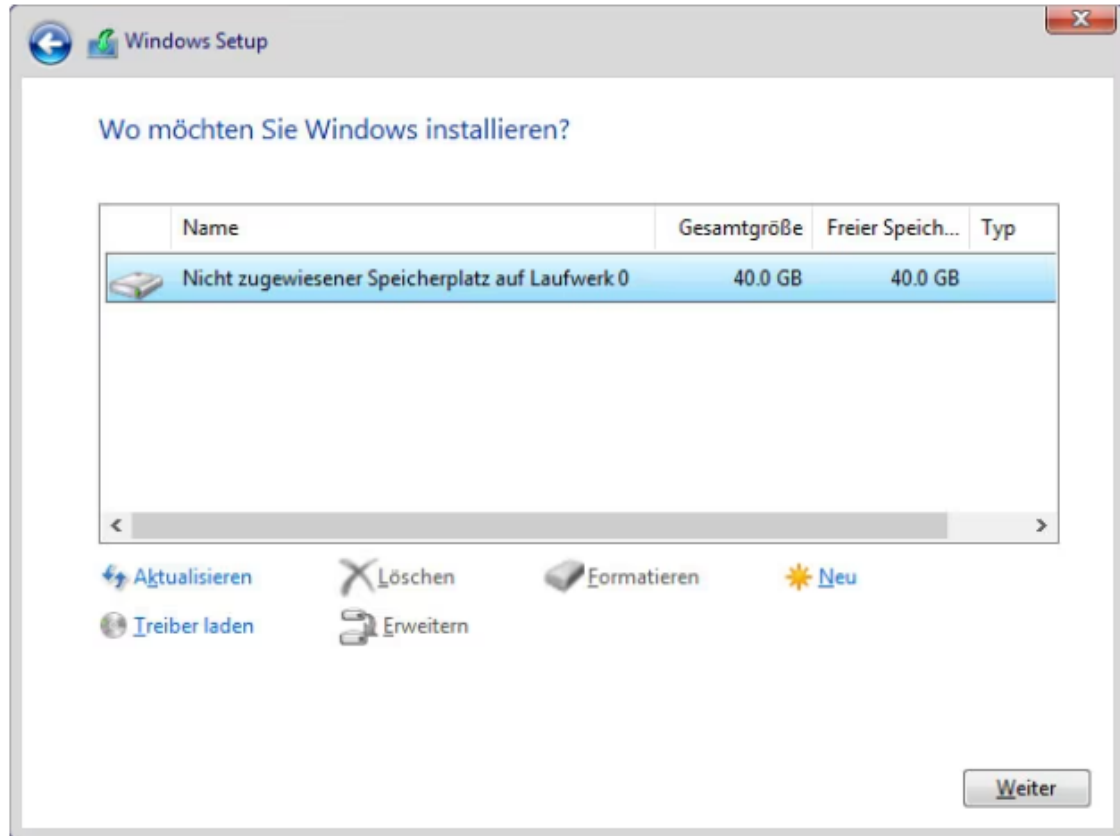 Windows Setup
Wo möchten Sie Windows installieren?
Name Gesamtgröße Freier Speich... Typ
Nicht zugewiesener Speicherplatz auf Laufwerk 0 40.0 GB 40.0 GB
Aktualisieren Löschen Formatieren Neu
Treiber laden Erweitern
Weiter